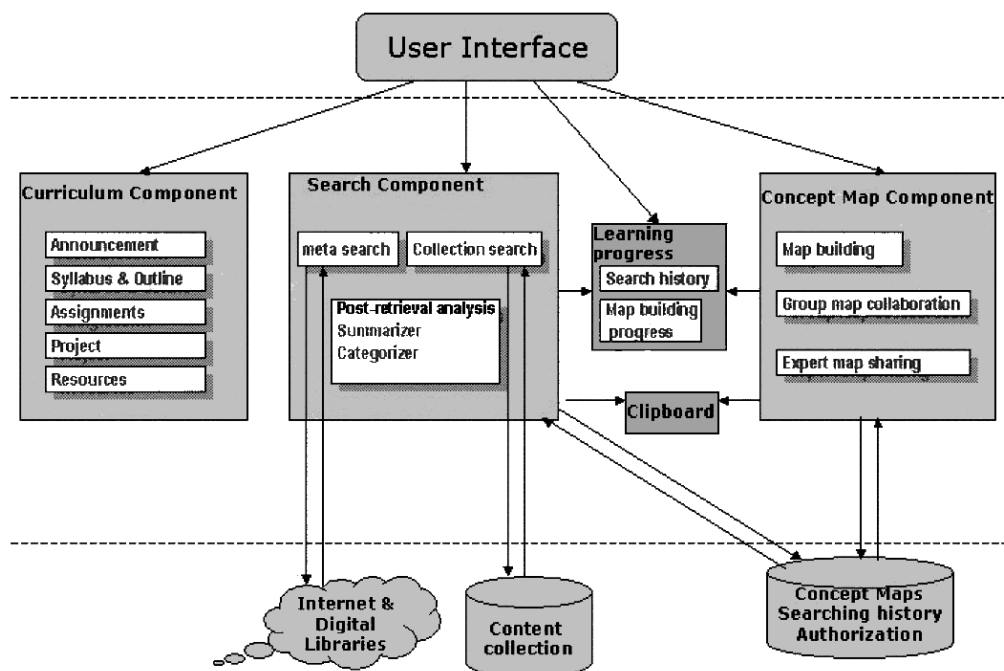 User Interface
Curriculum Component
Announcement
Syllabus & Outline
Assignments
Project
Resources
Search Component
meta search
Collection search
Post-retrieval analysis
Summarizer
Categorizer
Learning
progress
Search history
Map building
progress
Clipboard
Concept Map Component
Map building
Group map collaboration
Expert map sharing
Internet &
Digital
Libraries
Content
collection
Concept Maps
Searching history
Authorization